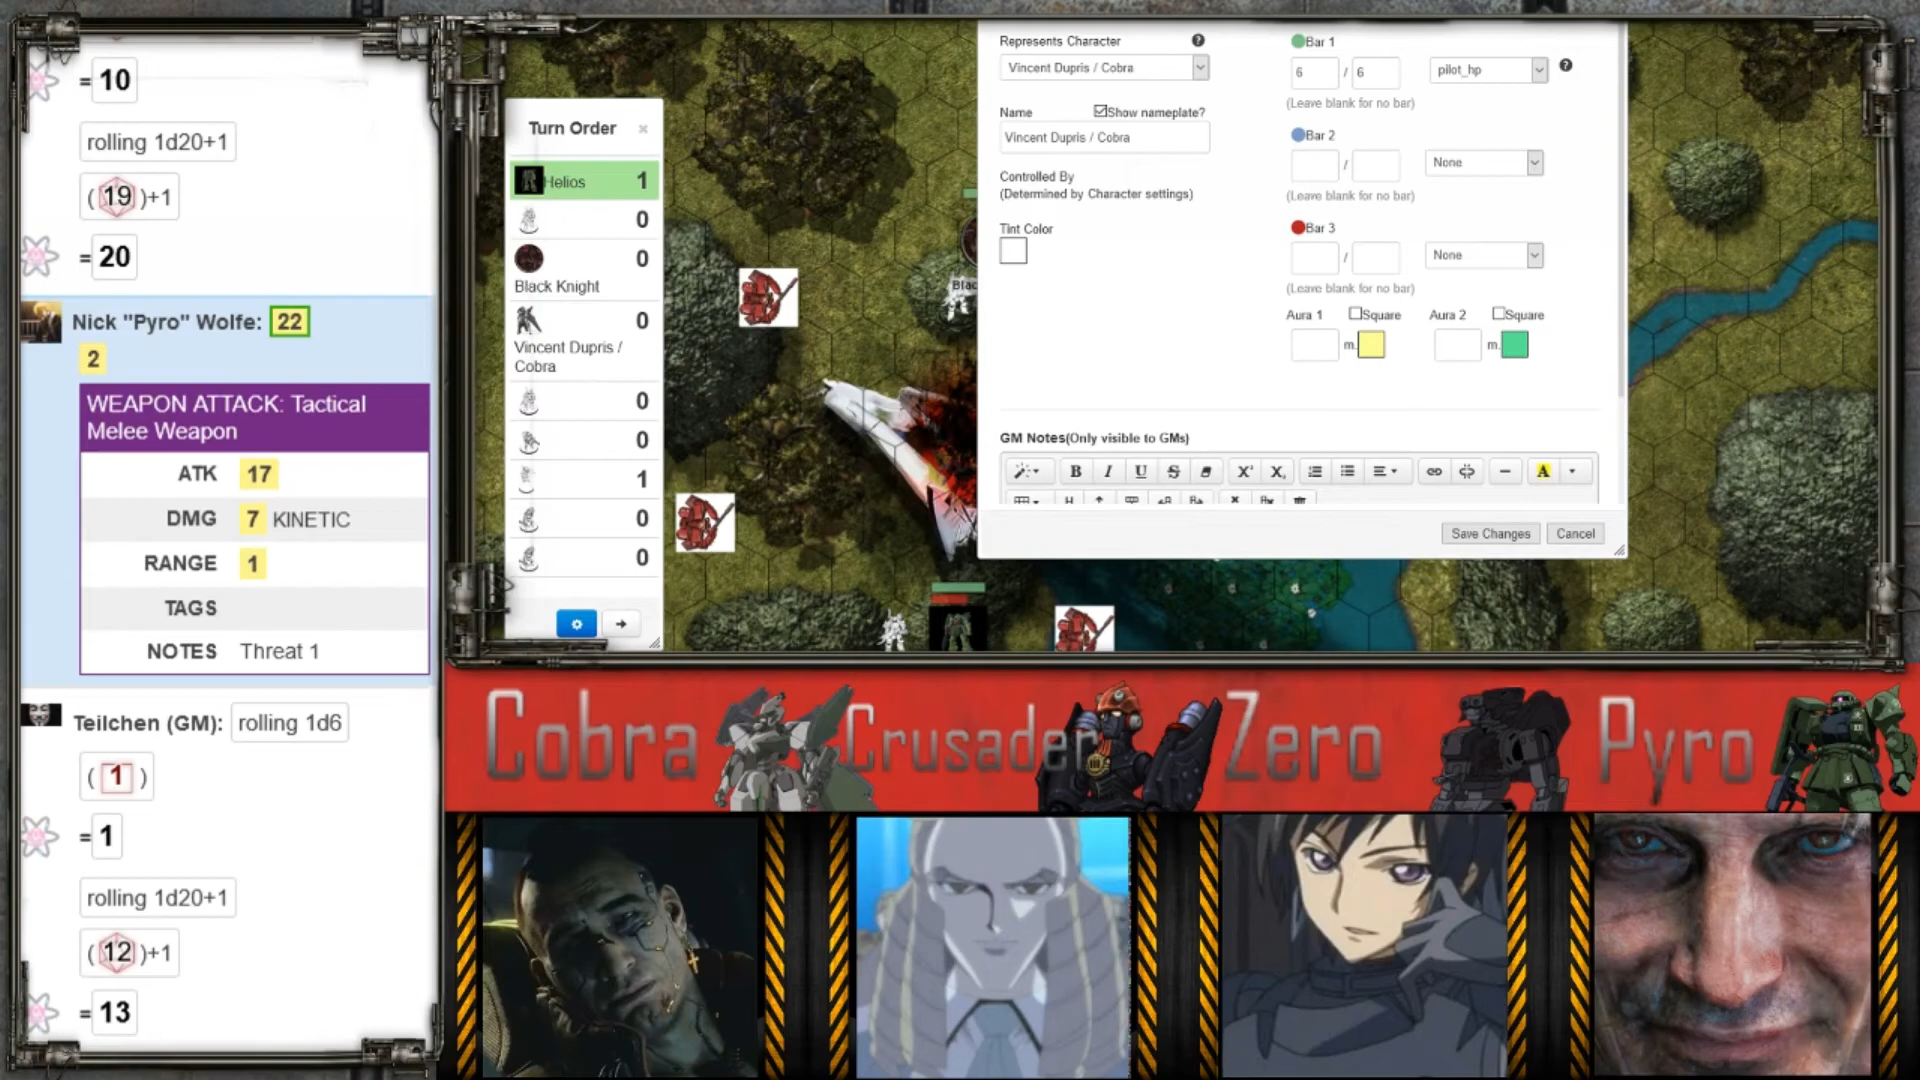 = 10
rolling 1d20+1
(19)+1
= 20
Nick "Pyro" Wolfe: 22
2
WEAPON ATTACK: Tactical
Melee Weapon
ATK 17
DMG 7 KINETIC
RANGE 1
TAGS
NOTES Threat 1
Teilchen (GM): rolling 1d6
(1)
= 1
rolling 1d20+1
(12)+1
= 13
Turn Order ×
Helios 1
0
0
Black Knight
0
Vincent Dupris /
Cobra
0
0
1
0
0
Blac
Represents Character ?
Vincent Dupris / Cobra
Name Show nameplate?
Vincent Dupris / Cobra
Controlled By
(Determined by Character settings)
Tint Color
Bar 1
6 / 6 pilot_hp ?
(Leave blank for no bar)
Bar 2
/ None
(Leave blank for no bar)
Bar 3
/ None
(Leave blank for no bar)
Aura 1 Square Aura 2 Square
m. m.
GM Notes(Only visible to GMs)
B I U S X² X, A
Save Changes Cancel
Cobra Crusader Zero Pyro